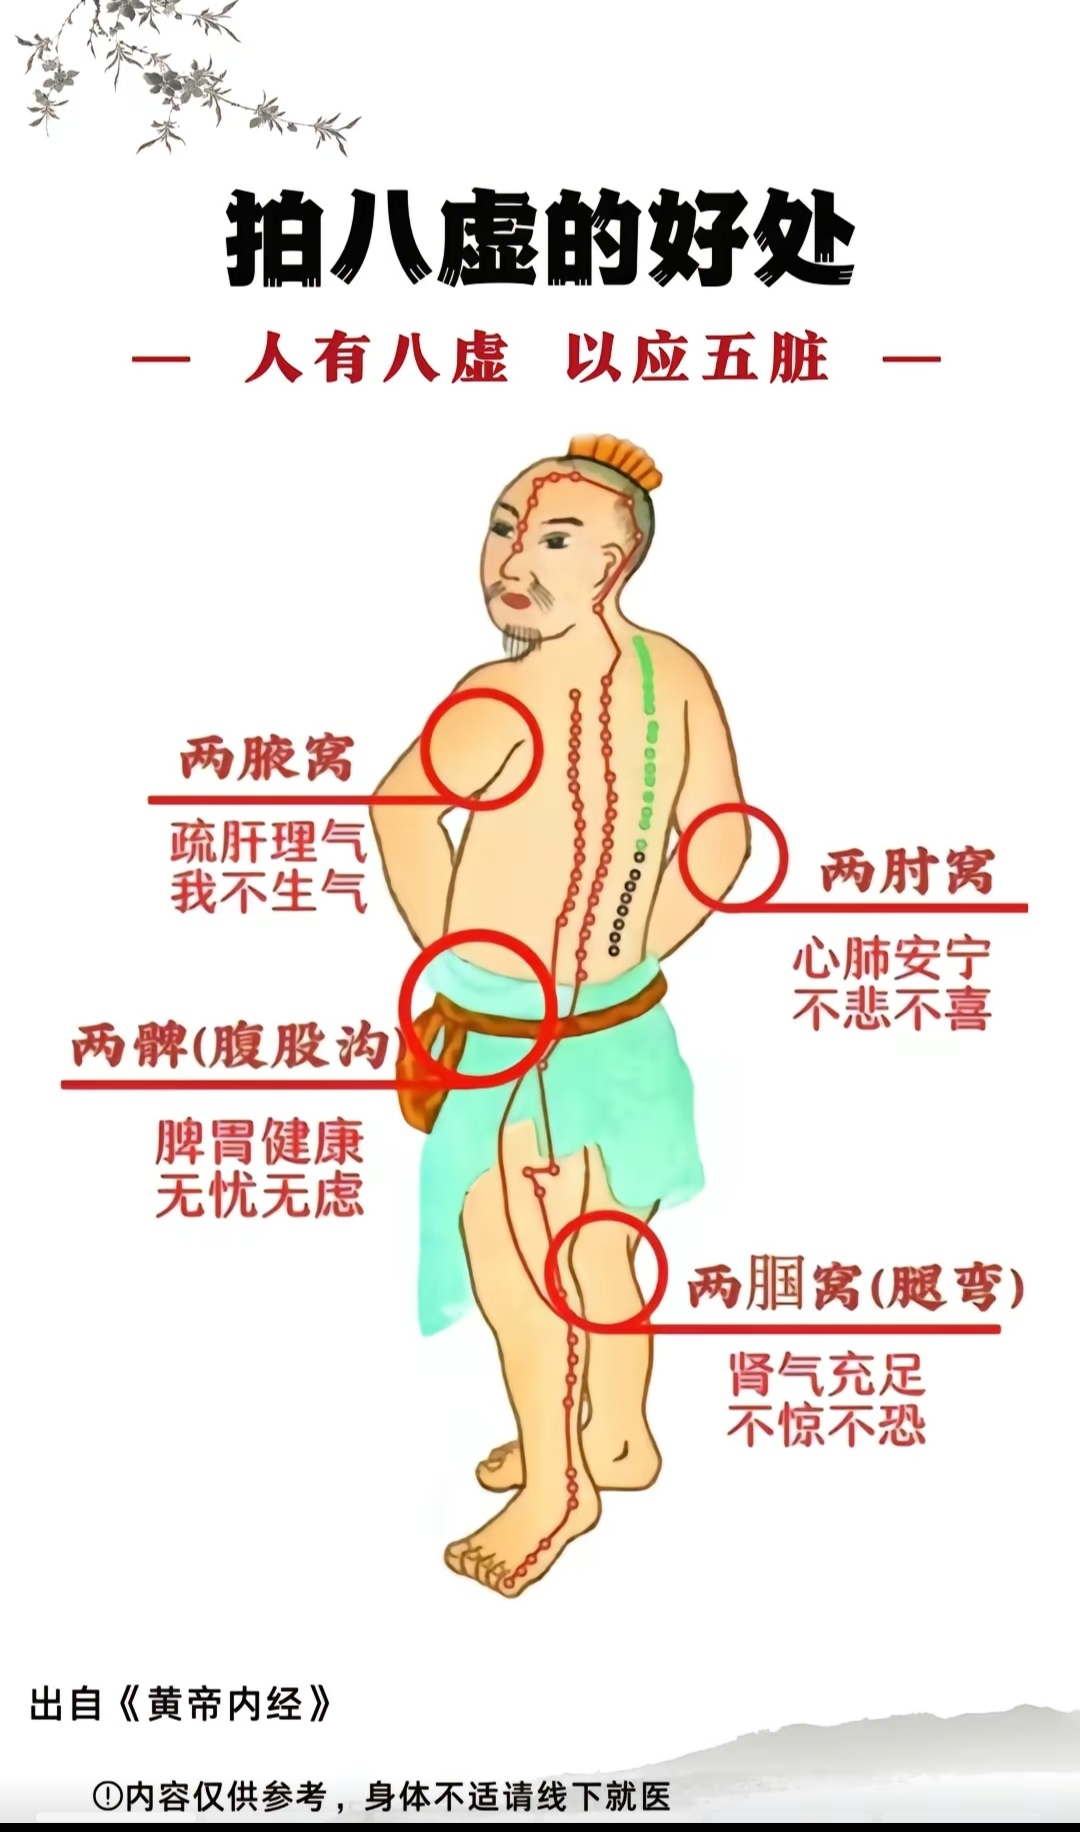 拍八虚的好处
— 人有八虚 以应五脏 —
两腋窝
疏肝理气
我不生气
两肘窝
心肺安宁
不悲不喜
两髀(腹股沟)
脾胃健康
无忧无虑
两腘窝(腿弯)
肾气充足
不惊不恐
出自《黄帝内经》
①内容仅供参考，身体不适请线下就医